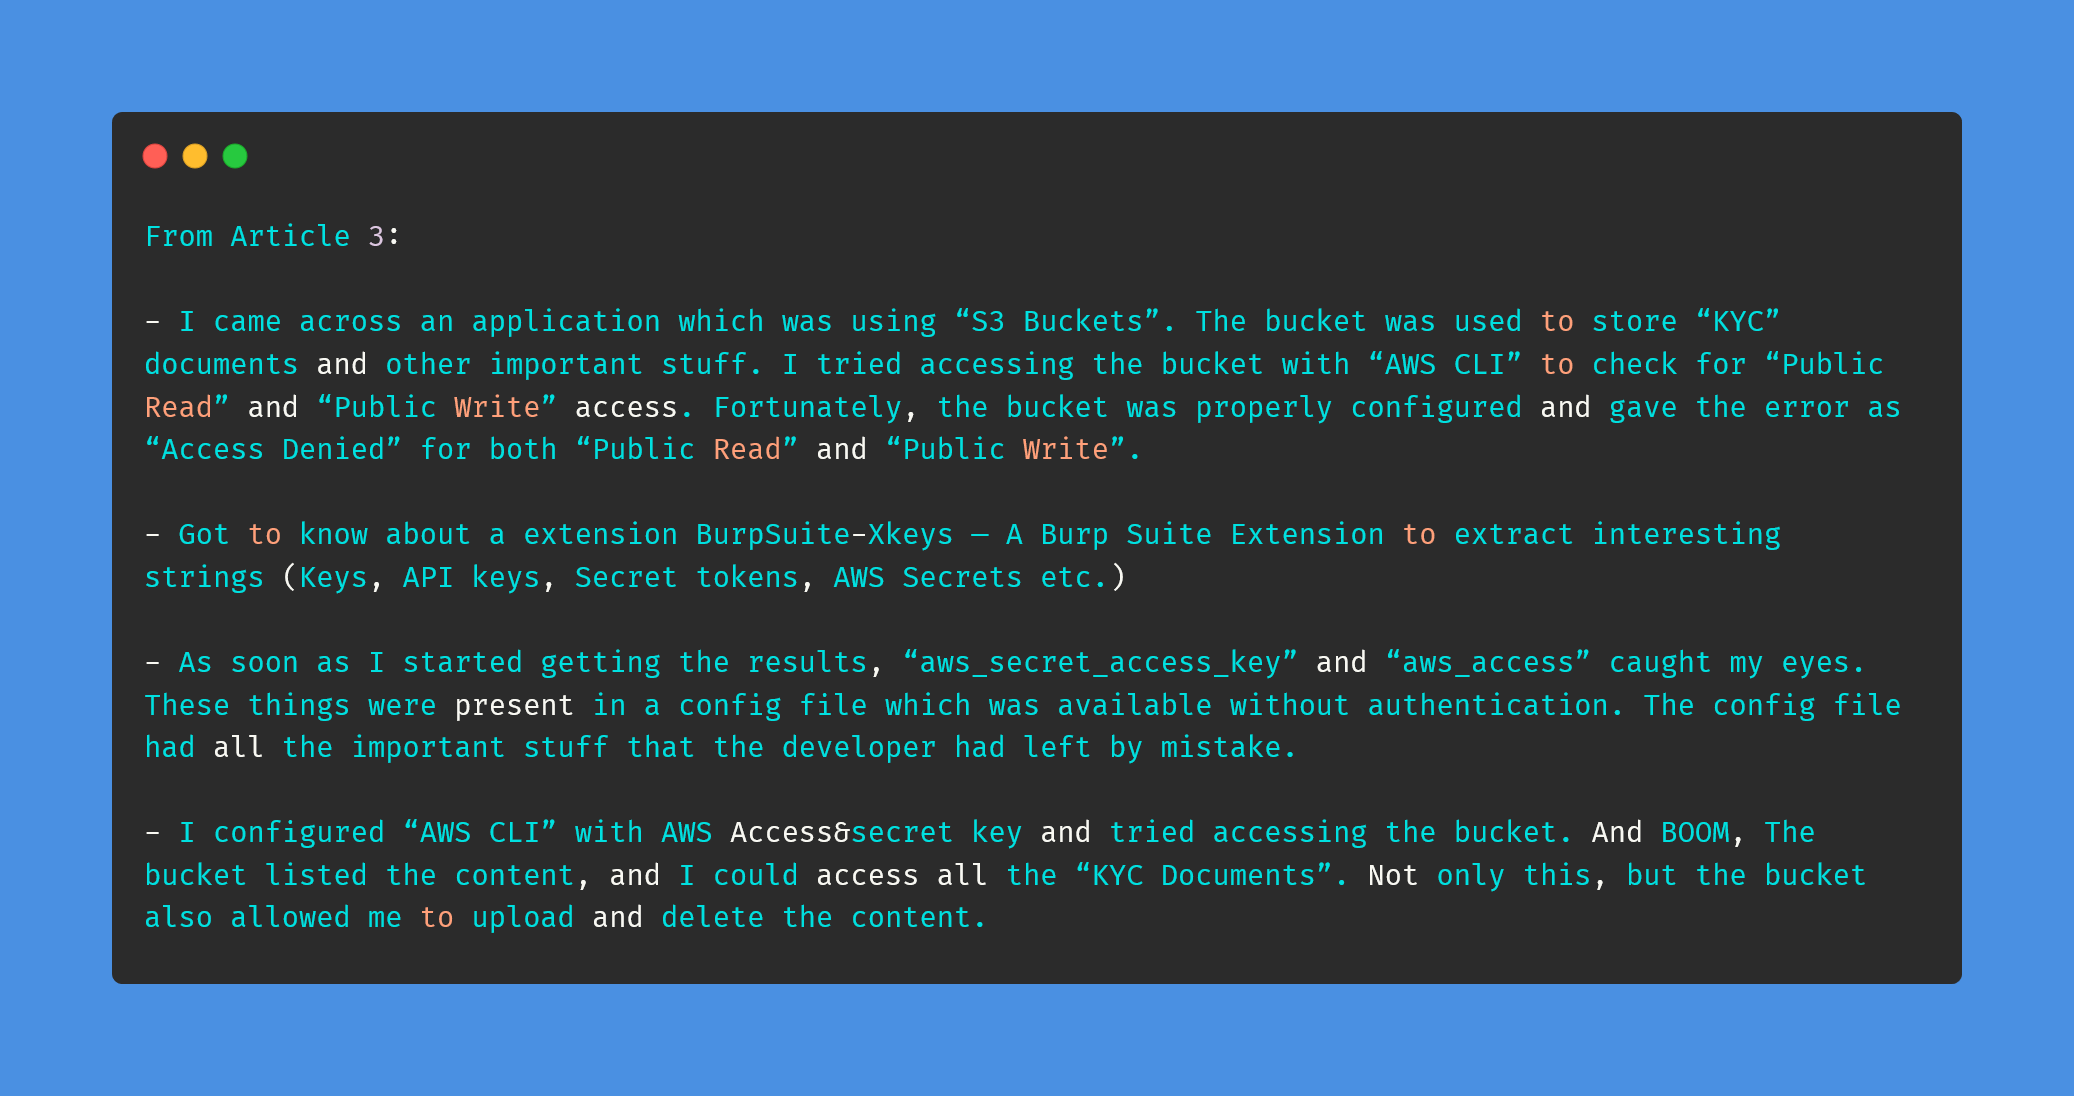 From Article 3:
- I came across an application which was using “S3 Buckets”. The bucket was used to store “KYC”
documents and other important stuff. I tried accessing the bucket with “AWS CLI” to check for “Public
Read” and “Public Write” access. Fortunately, the bucket was properly configured and gave the error as
“Access Denied” for both “Public Read” and “Public Write”.
- Got to know about a extension BurpSuite-Xkeys — A Burp Suite Extension to extract interesting
strings (Keys, API keys, Secret tokens, AWS Secrets etc.)
- As soon as I started getting the results, “aws_secret_access_key” and “aws_access” caught my eyes.
These things were present in a config file which was available without authentication. The config file
had all the important stuff that the developer had left by mistake.
- I configured “AWS CLI” with AWS Access&secret key and tried accessing the bucket. And BOOM, The
bucket listed the content, and I could access all the “KYC Documents”. Not only this, but the bucket
also allowed me to upload and delete the content.